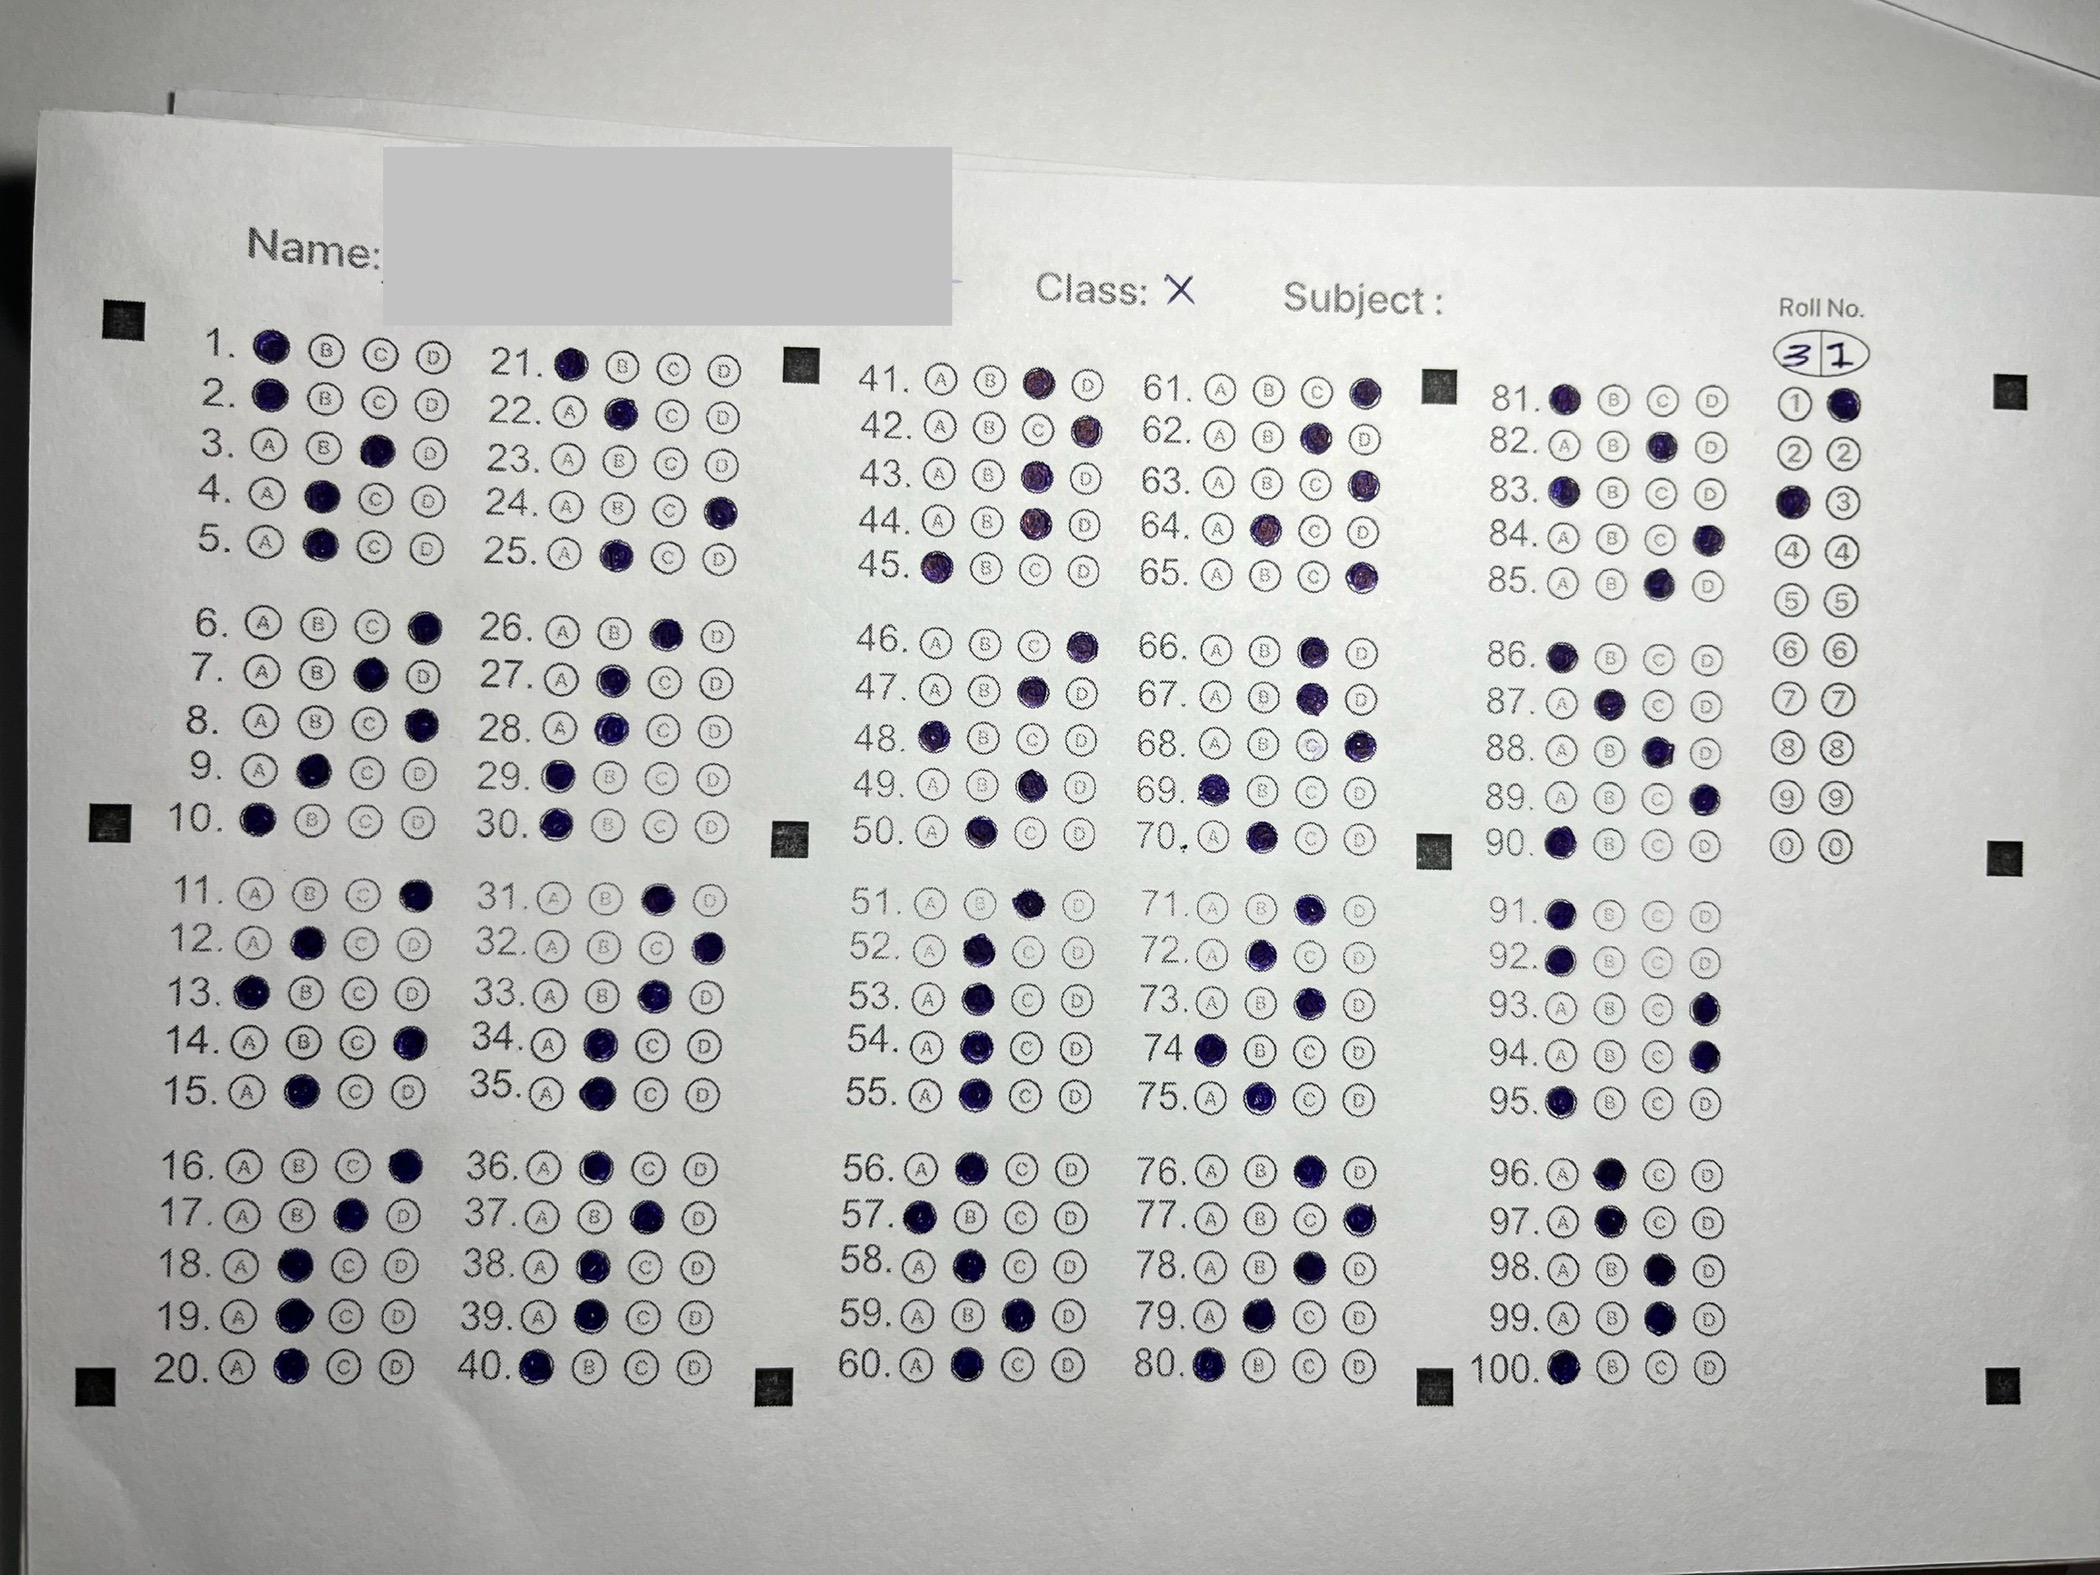 Name:
Class: X
Subject :
Roll No.
3 1
1. B C D
2. B C D
3. A B D
4. A C D
5. A C D
6. A B C
7. A B D
8. A B C
9. A C D
10. B C D
11. A B C
12. A C D
13. B C D
14. A B C
15. A C D
16. A B C
17. A B D
18. A C D
19. A C D
20. A C D
21. B C D
22. A C D
23. A B C D
24. A B C
25. A C D
26. A B D
27. A C D
28. A C D
29. B C D
30. B C D
31. A B D
32. A B C
33. A B D
34. A C D
35. A C D
36. A C D
37. A B D
38. A C D
39. A C D
40. B C D
41. A B D
42. A B C
43. A B D
44. A B D
45. B C D
46. A B C
47. A B D
48. B C D
49. A B D
50. A C D
51. A B D
52. A C D
53. A C D
54. A C D
55. A C D
56. A C D
57. B C D
58. A C D
59. A B D
60. A C D
61. A B C
62. A B D
63. A B C
64. A C D
65. A B C
66. A B D
67. A B D
68. A B C
69. B C D
70. A C D
71. A B D
72. A C D
73. A B D
74 B C D
75. A C D
76. A B D
77. A B C
78. A B D
79. A C D
80. B C D
81. B C D
82. A B D
83. B C D
84. A B C
85. A B D
86. B C D
87. A C D
88. A B D
89. A B C
90. B C D
91. B C D
92. B C D
93. A B C
94. A B C
95. B C D
96. A C D
97. A C D
98. A B D
99. A B D
100. B C D
1
2 2
3
4 4
5 5
6 6
7 7
8 8
9 9
0 0